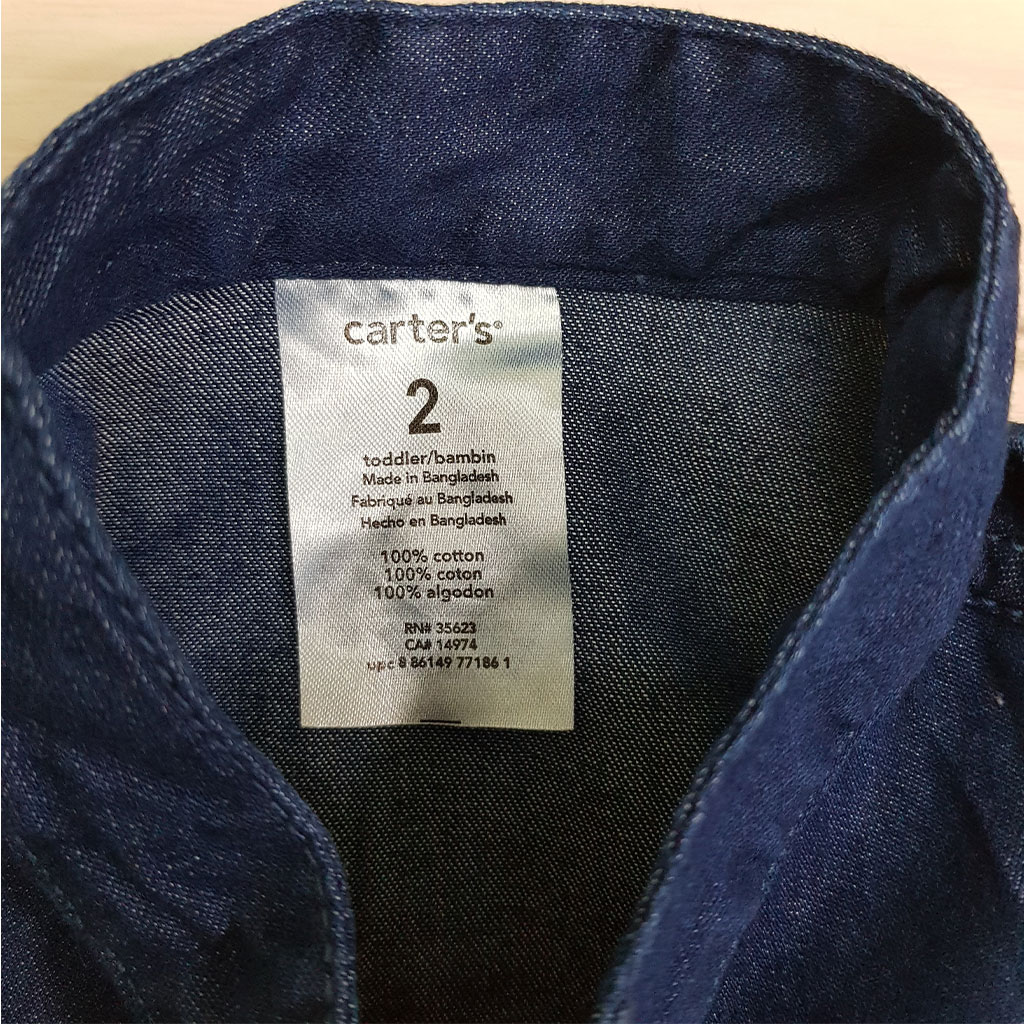 carter's®
2
toddler/bambin
Made in Bangladesh
Fabriqué au Bangladesh
Hecho en Bangladesh
100% cotton
100% coton
100% algodon
RN# 35623
CA# 14974
upc 8 86149 77186 1